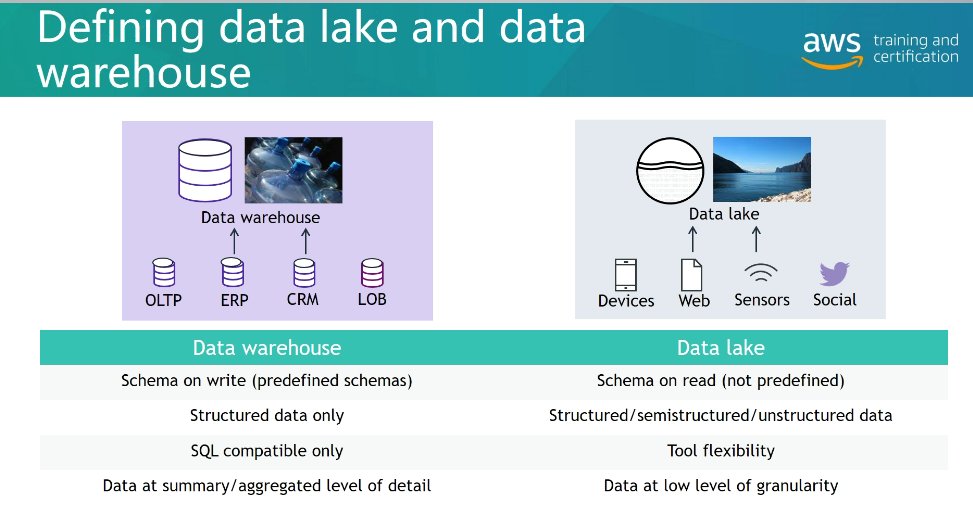 Defining data lake and data
warehouse
aws training and
certification
Data warehouse
OLTP ERP CRM LOB
Data lake
Devices Web Sensors Social
Data warehouse Data lake
Schema on write (predefined schemas) Schema on read (not predefined)
Structured data only Structured/semistructured/unstructured data
SQL compatible only Tool flexibility
Data at summary/aggregated level of detail Data at low level of granularity